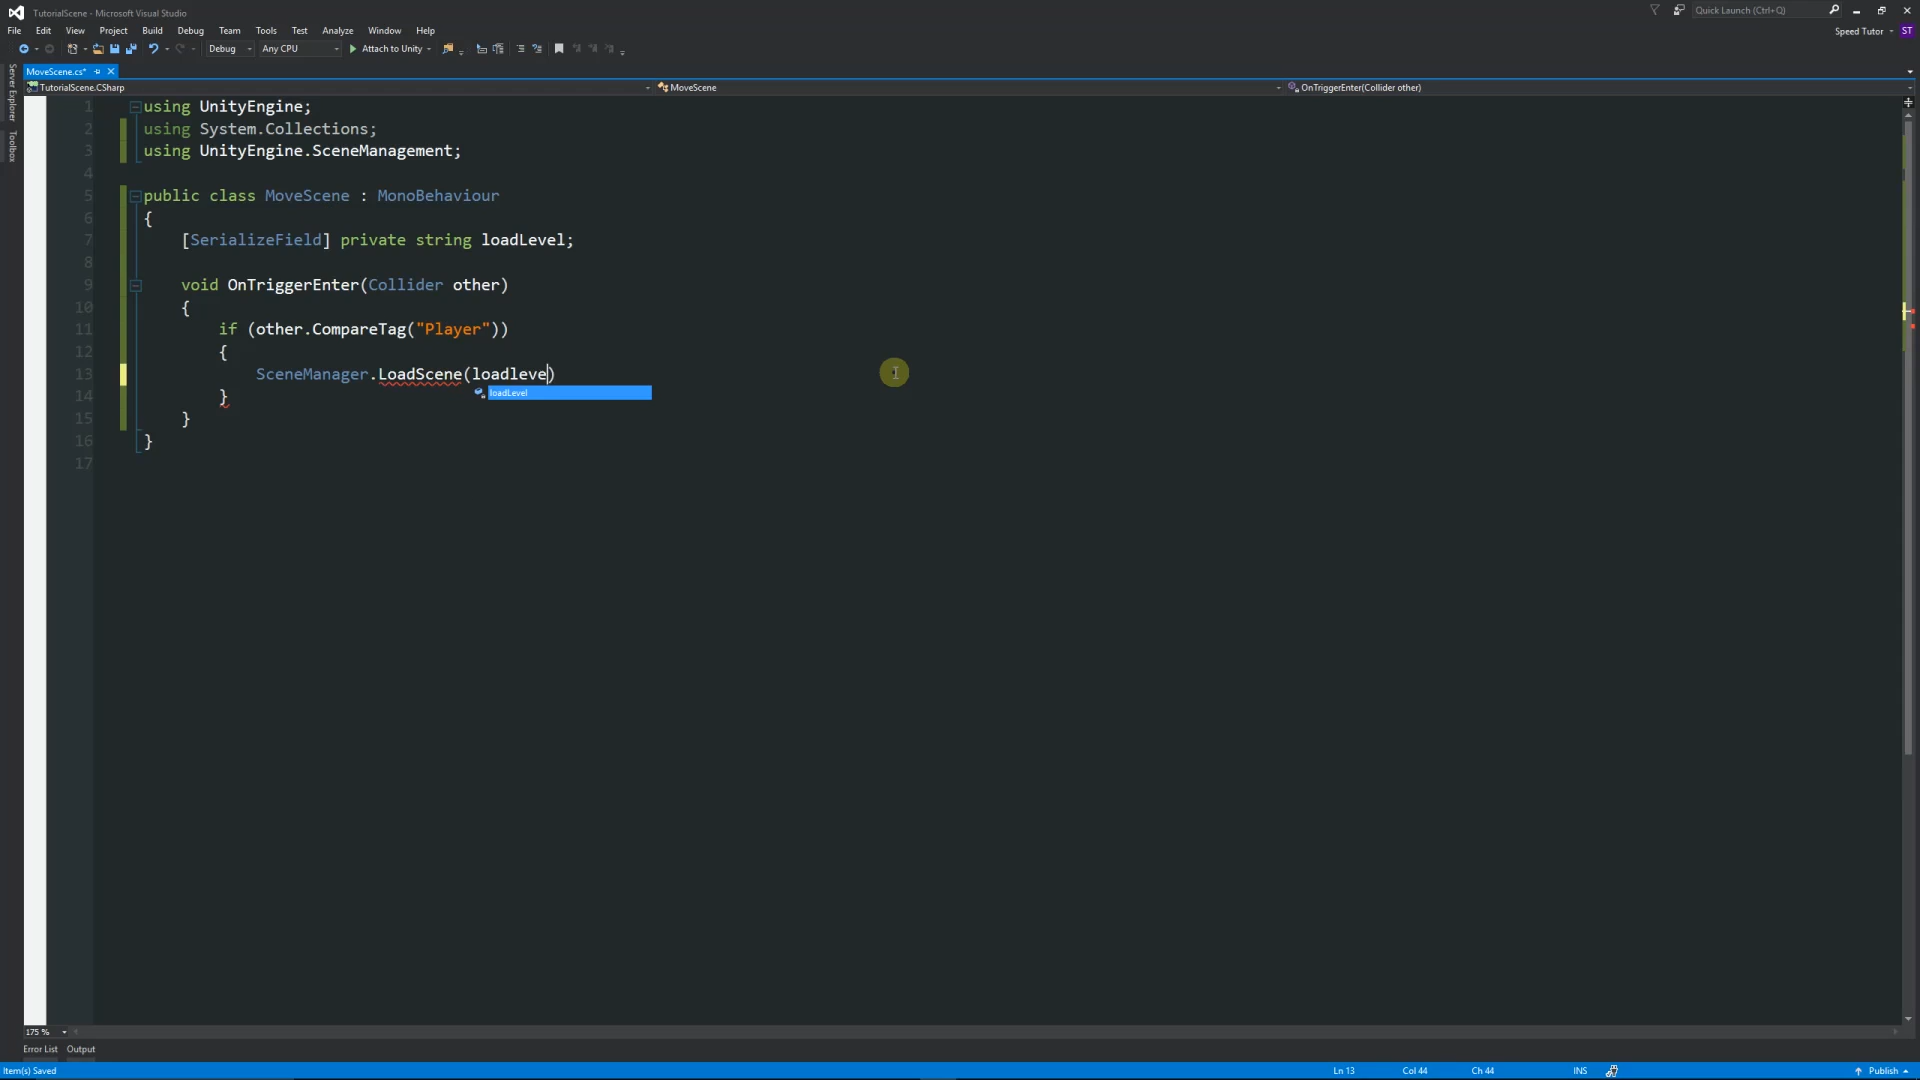 TutorialScene - Microsoft Visual Studio
Quick Launch (Ctrl+Q)
File Edit View Project Build Debug Team Tools Test Analyze Window Help
Speed Tutor ST
Debug Any CPU Attach to Unity
MoveScene.cs*
Server Explorer
Toolbox
TutorialScene.CSharp MoveScene OnTriggerEnter(Collider other)
1 using UnityEngine;
2 using System.Collections;
3 using UnityEngine.SceneManagement;
4
5 public class MoveScene : MonoBehaviour
6 {
7 [SerializeField] private string loadLevel;
8
9 void OnTriggerEnter(Collider other)
10 {
11 if (other.CompareTag("Player"))
12 {
13 SceneManager.LoadScene(loadleve)
loadLevel
14 }
15 }
16 }
17
175 %
Error List Output
Item(s) Saved Ln 13 Col 44 Ch 44 INS Publish